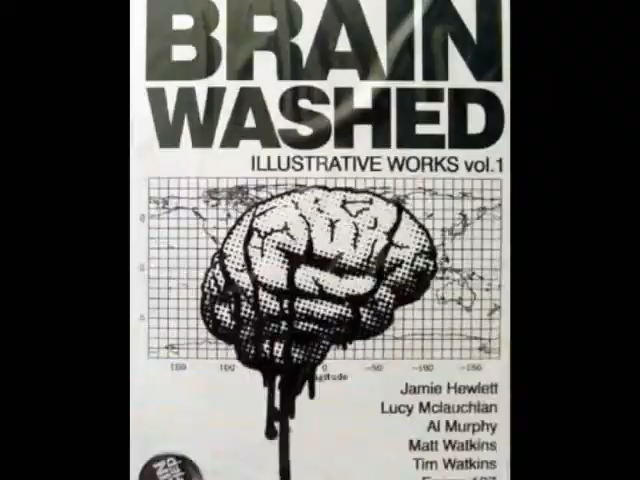 BRAIN
WASHED
ILLUSTRATIVE WORKS vol.1
Jamie Hewlett
Lucy Mclauchlan
Al Murphy
Matt Watkins
Tim Watkins